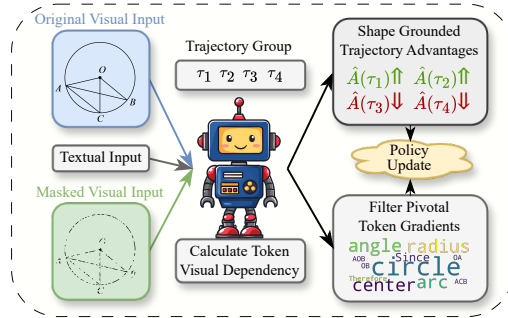 Original Visual Input
O
A
B
C
Textual Input
Masked Visual Input
C
Trajectory Group
τ1 τ2 τ3 τ4
Calculate Token
Visual Dependency
Shape Grounded
Trajectory Advantages
Â(τ1)⇑ Â(τ2)⇑
Â(τ3)⇓ Â(τ4)⇓
Policy
Update
Filter Pivotal
Token Gradients
angle radius
AOB Since OA
OB circle
Therefore
center arc ACB